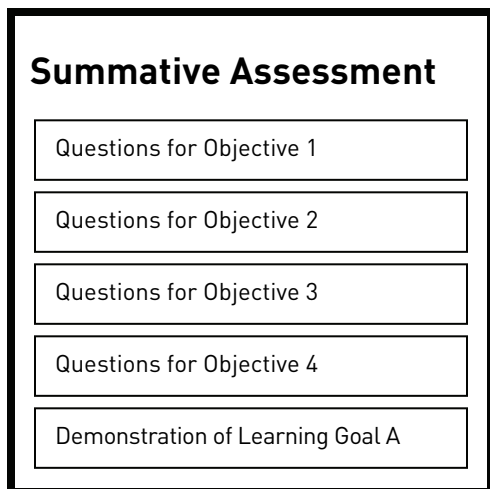 Summative Assessment
Questions for Objective 1
Questions for Objective 2
Questions for Objective 3
Questions for Objective 4
Demonstration of Learning Goal A